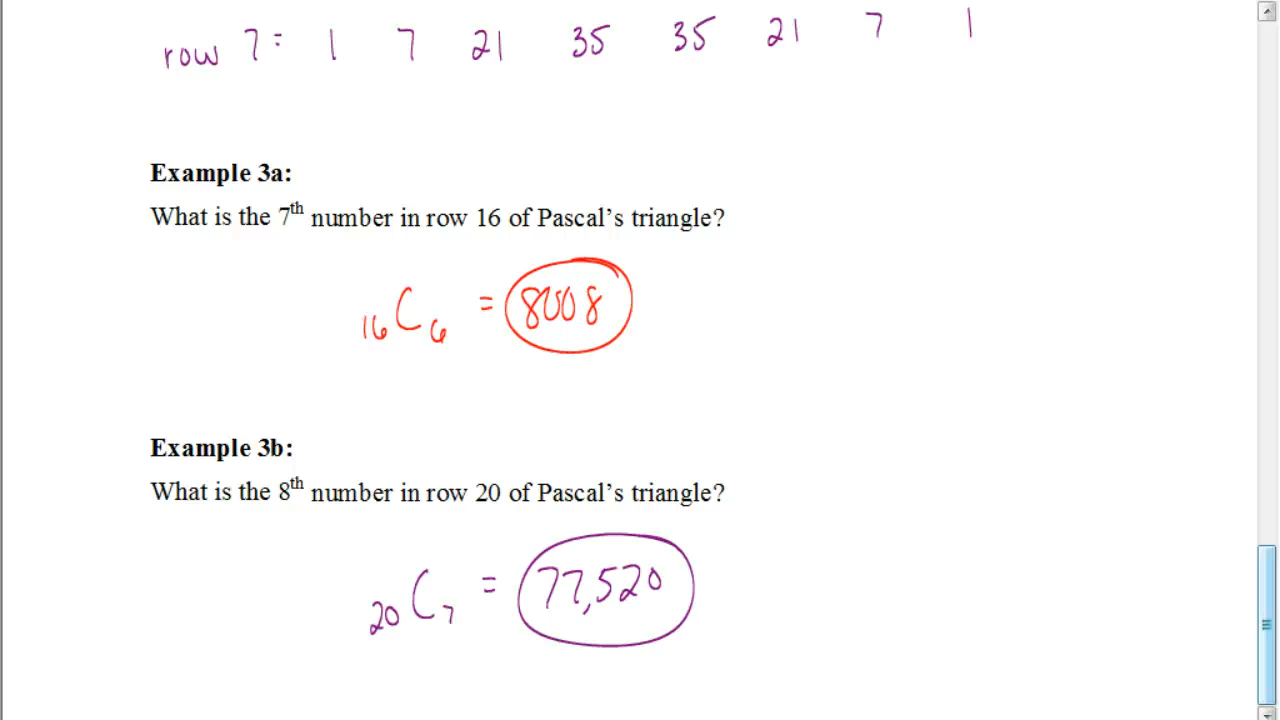 row 7 = 1 7 21 35 35 21 7 1
Example 3a:
What is the 7th number in row 16 of Pascal's triangle?
16C6 = 8008
Example 3b:
What is the 8th number in row 20 of Pascal's triangle?
20C7 = 77,520